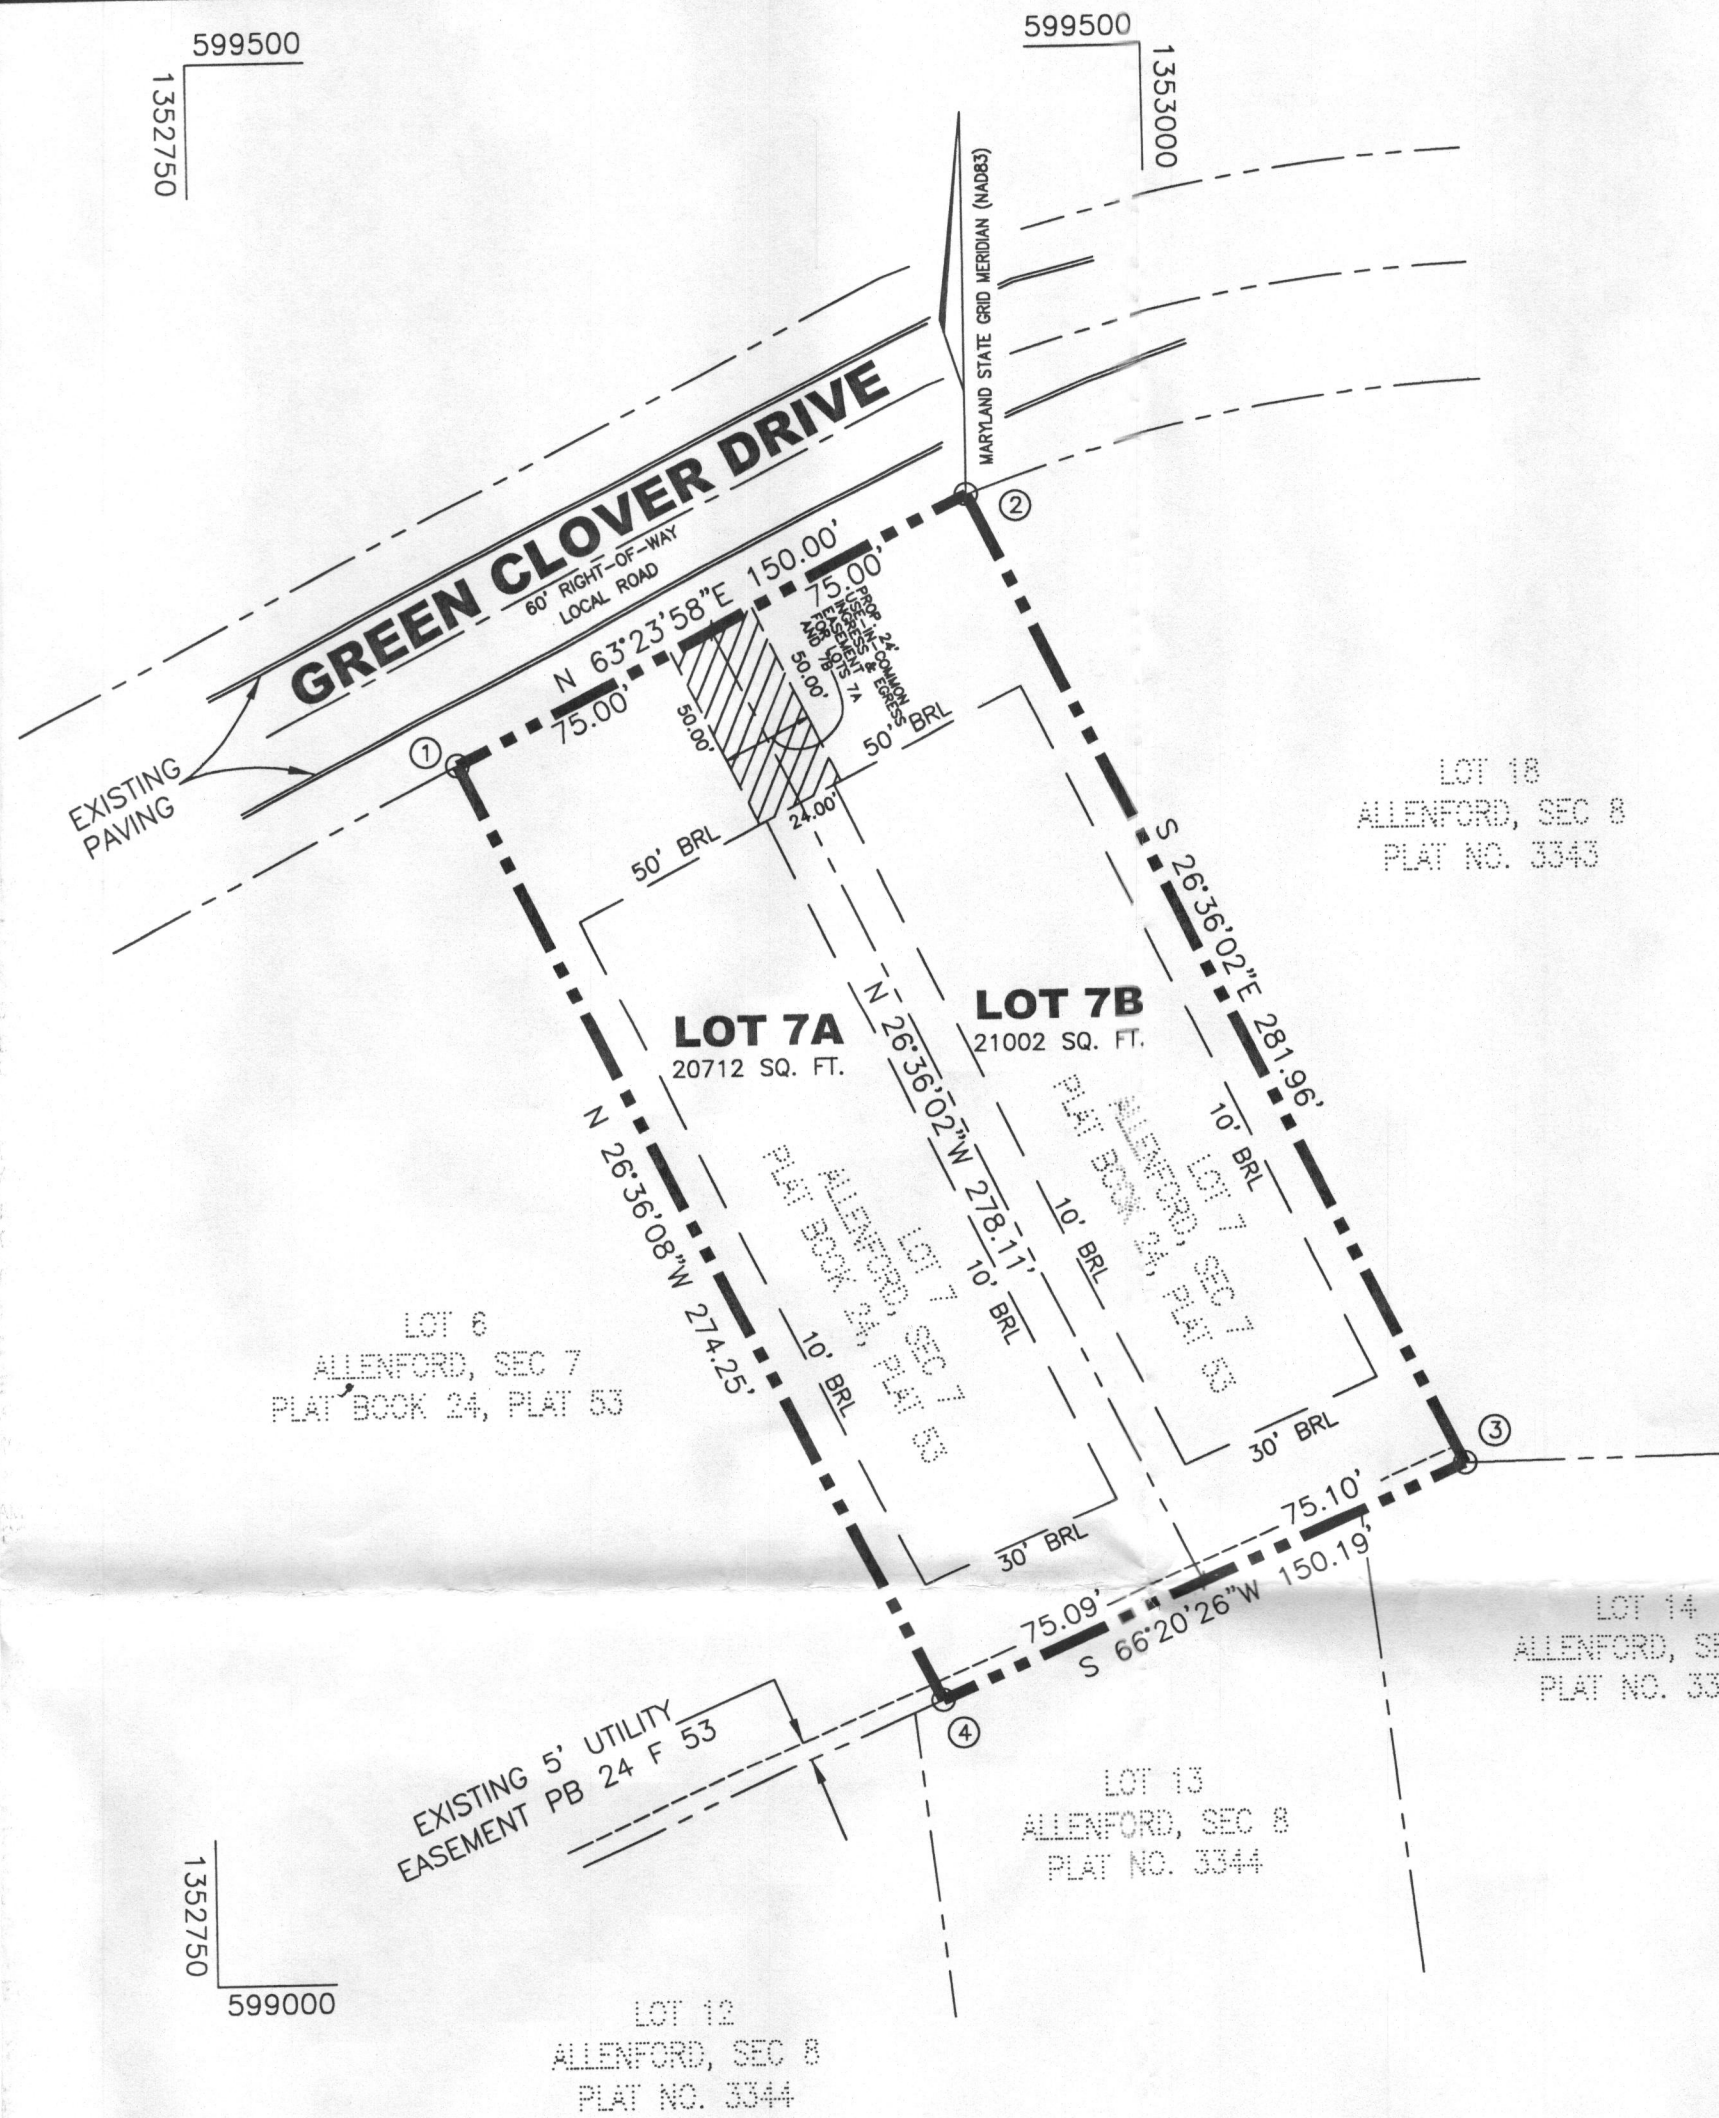 599500
1352750
599500
1353000
MARYLAND STATE GRID MERIDIAN (NAD83)
GREEN CLOVER DRIVE
60' RIGHT-OF-WAY
LOCAL ROAD
EXISTING
PAVING
1
2
N 63°23'58"E 150.00'
75.00'
75.00'
PROP. 24'
USE-IN-COMMON
INGRESS & EGRESS
EASEMENT
FOR LOTS 7A
AND 7B
50.00'
50.00'
24.00'
50' BRL
50' BRL
LOT 18
ALLENFORD, SEC 8
PLAT NO. 3343
S 26°36'02"E 281.96'
LOT 7A
20712 SQ. FT.
LOT 7B
21002 SQ. FT.
N 26°36'02"W 278.11'
N 26°36'08"W 274.25'
10' BRL
10' BRL
10' BRL
10' BRL
LOT 7
ALLENFORD, SEC 7
PLAT BOOK 24, PLAT 53
LOT 7
ALLENFORD, SEC 7
PLAT BOOK 24, PLAT 53
LOT 6
ALLENFORD, SEC 7
PLAT BOOK 24, PLAT 53
30' BRL
30' BRL
3
75.10'
75.09'
S 66°20'26"W 150.19'
4
LOT 14
ALLENFORD, SE
PLAT NO. 33
EXISTING 5' UTILITY
EASEMENT PB 24 F 53
LOT 13
ALLENFORD, SEC 8
PLAT NO. 3344
1352750
599000
LOT 12
ALLENFORD, SEC 8
PLAT NO. 3344